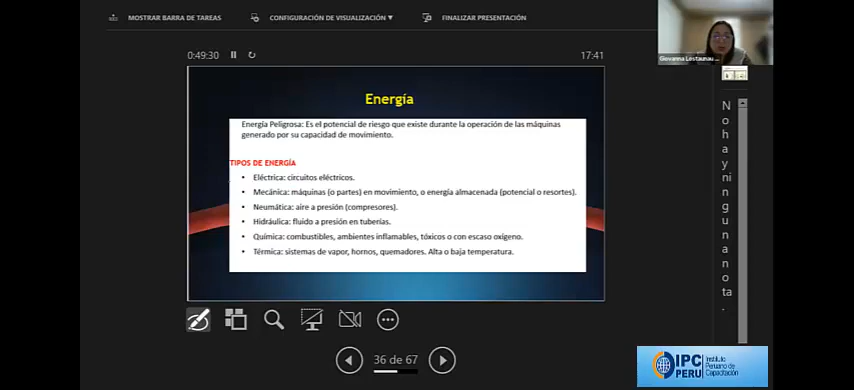 MOSTRAR BARRA DE TAREAS
CONFIGURACIÓN DE VISUALIZACIÓN ▼
FINALIZAR PRESENTACIÓN
Giovanna Lostaunau ...
0:49:30
17:41
Energía
Energía Peligrosa: Es el potencial de riesgo que existe durante la operación de las máquinas
generado por su capacidad de movimiento.
TIPOS DE ENERGÍA
• Eléctrica: circuitos eléctricos.
• Mecánica: máquinas (o partes) en movimiento, o energía almacenada (potencial o resortes).
• Neumática: aire a presión (compresores).
• Hidráulica: fluido a presión en tuberías.
• Química: combustibles, ambientes inflamables, tóxicos o con escaso oxígeno.
• Térmica: sistemas de vapor, hornos, quemadores. Alta o baja temperatura.
No hay ninguna nota.
36 de 67
IPC PERÚ
Instituto
Peruano de
Capacitación